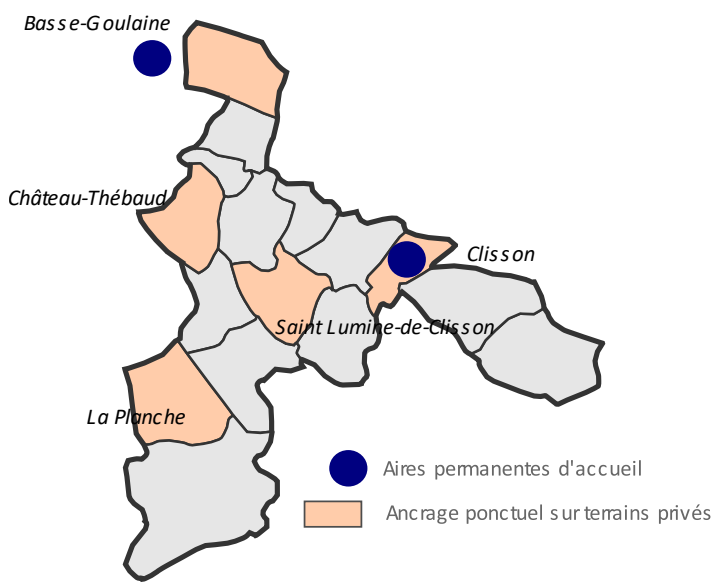 Basse-Goulaine
Château-Thébaud
Clisson
Saint Lumine-de-Clisson
La Planche
Aires permanentes d'accueil
Ancrage ponctuel sur terrains privés